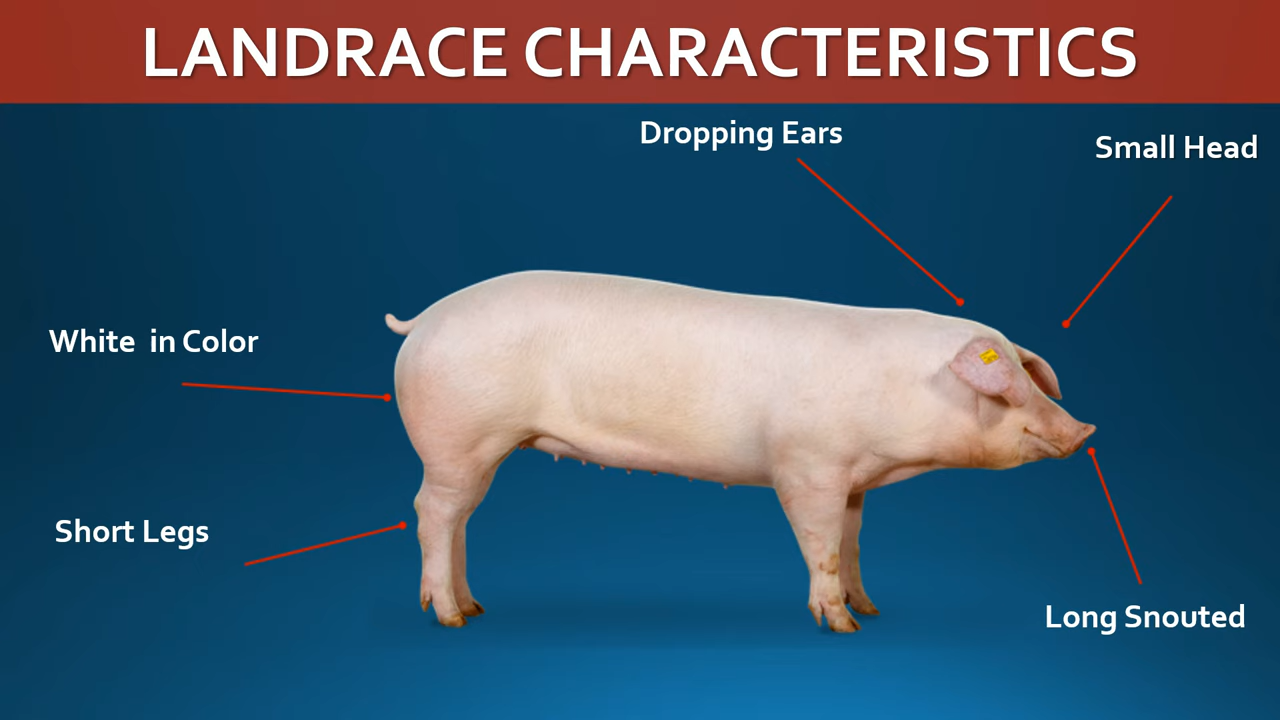 LANDRACE CHARACTERISTICS
Dropping Ears
Small Head
White in Color
Short Legs
Long Snouted